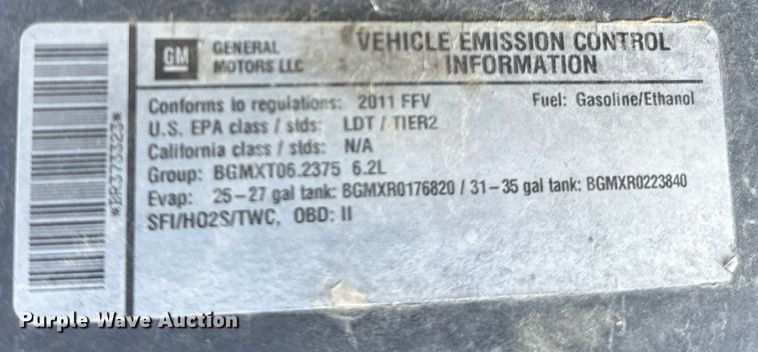 GM GENERAL MOTORS LLC
VEHICLE EMISSION CONTROL
INFORMATION
Conforms to regulations: 2011 FFV Fuel: Gasoline/Ethanol
U.S. EPA class / stds: LDT / TIER2
California class / stds: N/A
Group: BGMXT06.2375 6.2L
Evap: 25-27 gal tank: BGMXR0176820 / 31-35 gal tank: BGMXR0223840
SFI/HO2S/TWC, OBD: II
*BR373323*
Purple Wave Auction